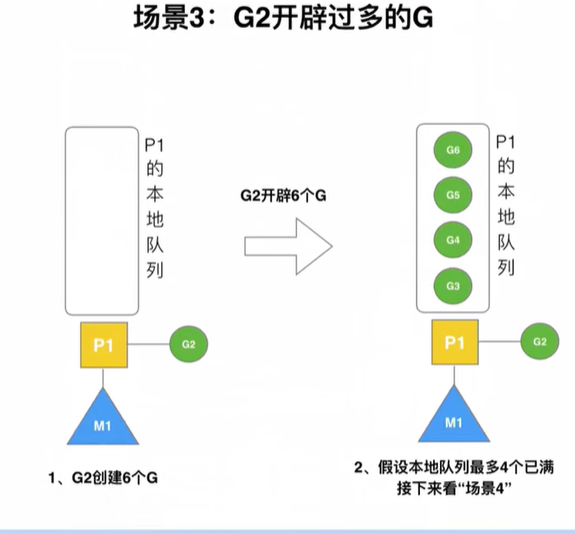 场景3：G2开辟过多的G
P1的本地队列
P1
G2
M1
1、G2创建6个G
G2开辟6个G
G6
G5
G4
G3
P1的本地队列
P1
G2
M1
2、假设本地队列最多4个已满
接下来看“场景4”